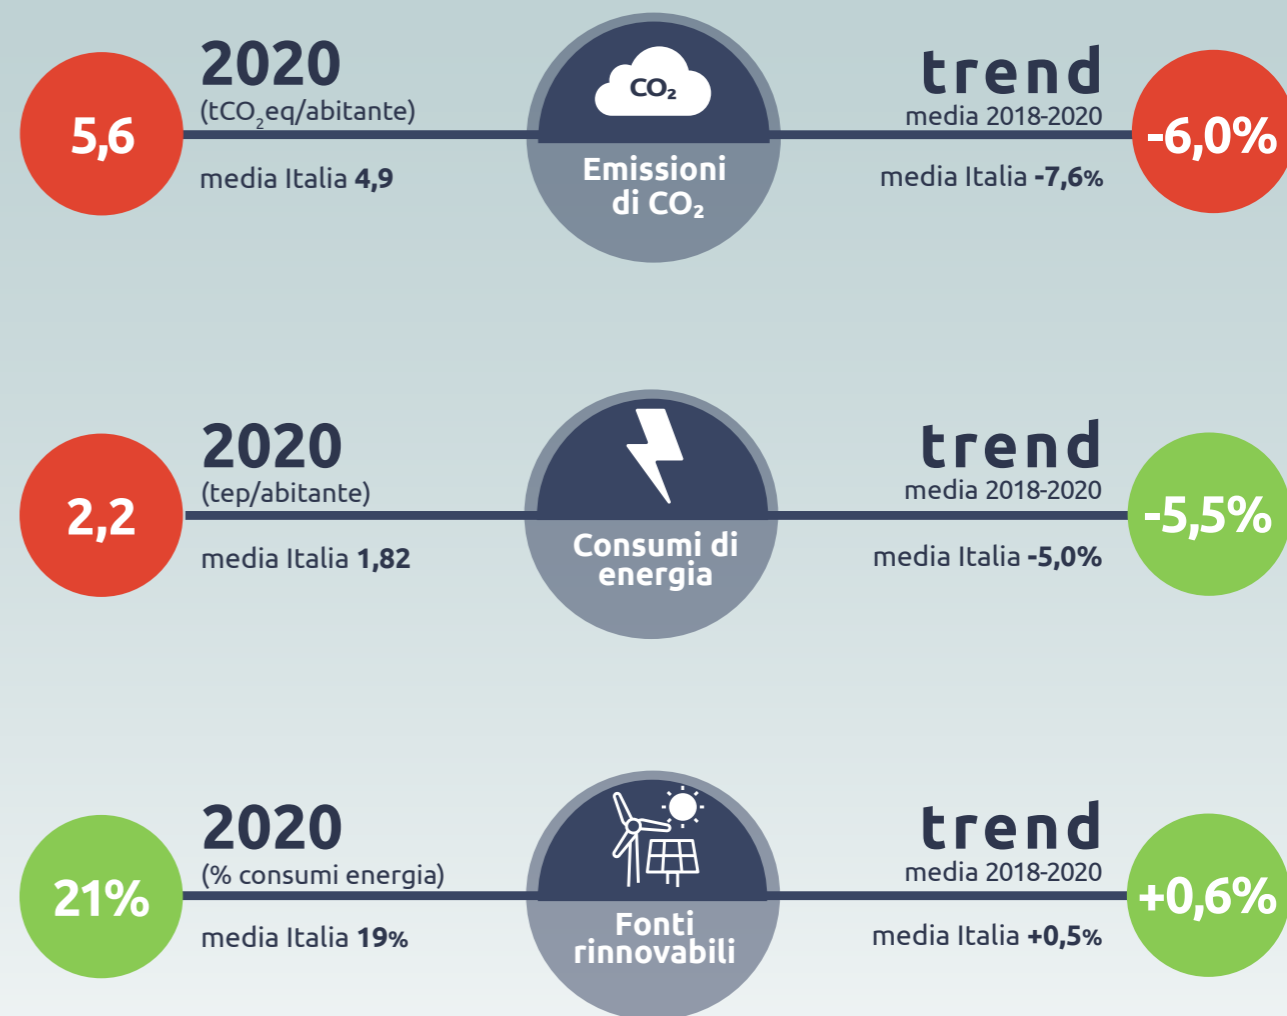 5,6
2020
(tCO₂eq/abitante)
media Italia 4,9
CO₂
Emissioni
di CO₂
trend
media 2018-2020
media Italia -7,6%
-6,0%
2,2
2020
(tep/abitante)
media Italia 1,82
Consumi di
energia
trend
media 2018-2020
media Italia -5,0%
-5,5%
21%
2020
(% consumi energia)
media Italia 19%
Fonti
rinnovabili
trend
media 2018-2020
media Italia +0,5%
+0,6%